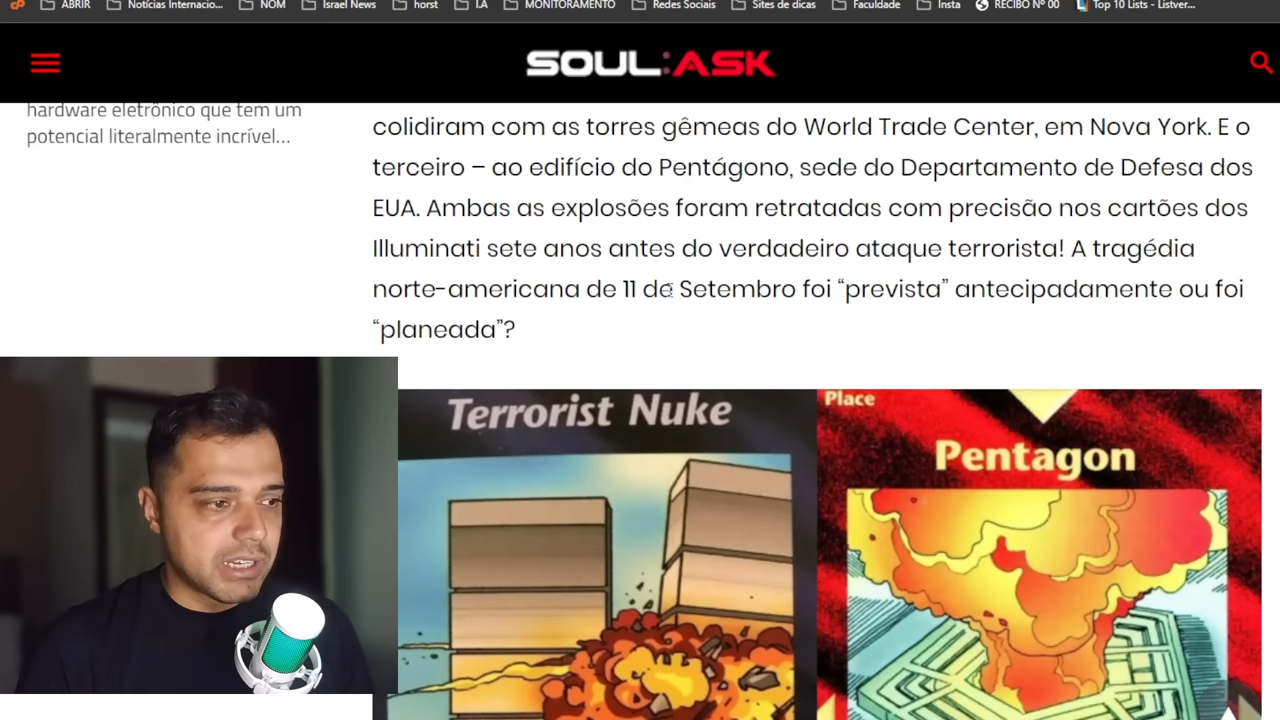 ABRIR Notícias Internacio... NOM Israel News horst I.A MONITORAMENTO Redes Sociais Sites de dicas Faculdade Insta RECIBO Nº 00 Top 10 Lists - Listver...
SOUL:ASK
hardware eletrônico que tem um
potencial literalmente incrível...
colidiram com as torres gêmeas do World Trade Center, em Nova York. E o
terceiro – ao edifício do Pentágono, sede do Departamento de Defesa dos
EUA. Ambas as explosões foram retratadas com precisão nos cartões dos
Illuminati sete anos antes do verdadeiro ataque terrorista! A tragédia
norte-americana de 11 de Setembro foi “prevista” antecipadamente ou foi
“planeada”?
Terrorist Nuke
Place
Pentagon